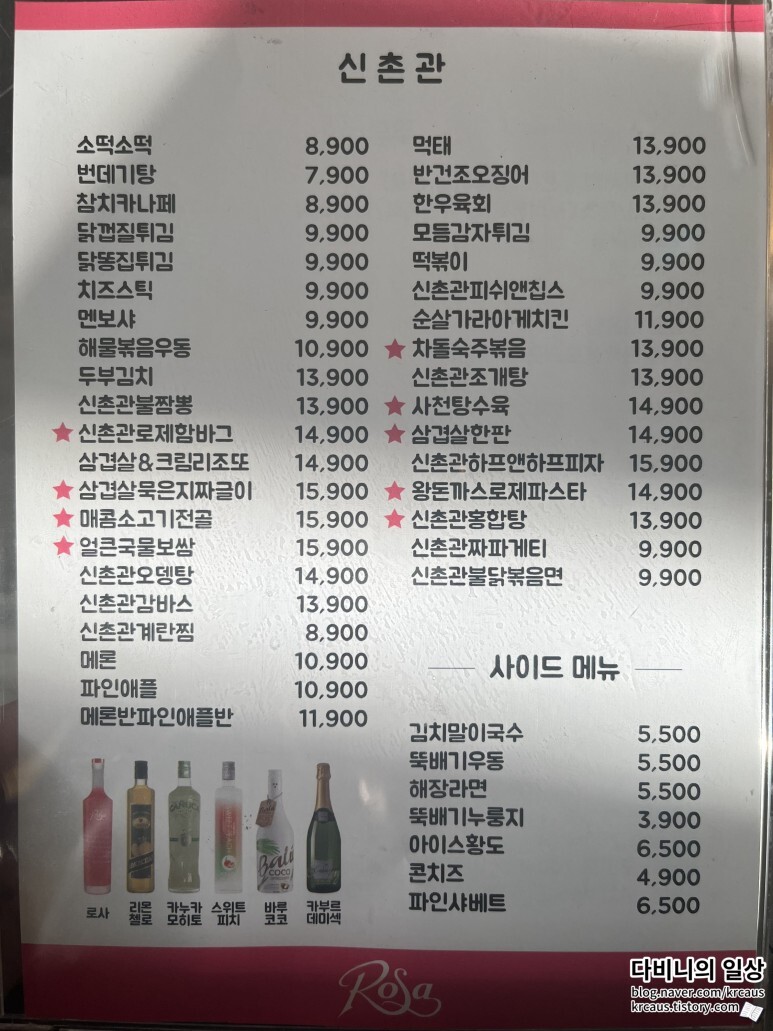 신촌관
소떡소떡 8,900
번데기탕 7,900
참치카나페 8,900
닭껍질튀김 9,900
닭똥집튀김 9,900
치즈스틱 9,900
멘보샤 9,900
해물볶음우동 10,900
두부김치 13,900
신촌관불짬뽕 13,900
★ 신촌관로제함바그 14,900
삼겹살&크림리조또 14,900
★ 삼겹살묵은지짜글이 15,900
★ 매콤소고기전골 15,900
★ 얼큰국물보쌈 15,900
신촌관오뎅탕 14,900
신촌관감바스 13,900
신촌관계란찜 8,900
메론 10,900
파인애플 10,900
메론반파인애플반 11,900
먹태 13,900
반건조오징어 13,900
한우육회 13,900
모듬감자튀김 9,900
떡볶이 9,900
신촌관피쉬앤칩스 9,900
순살가라아게치킨 11,900
★ 차돌숙주볶음 13,900
신촌관조개탕 13,900
★ 사천탕수육 14,900
★ 삼겹살한판 14,900
신촌관하프앤하프피자 15,900
★ 왕돈까스로제파스타 14,900
★ 신촌관홍합탕 13,900
신촌관짜파게티 9,900
신촌관불닭볶음면 9,900
사이드 메뉴
김치말이국수 5,500
뚝배기우동 5,500
해장라면 5,500
뚝배기누룽지 3,900
아이스황도 6,500
콘치즈 4,900
파인샤베트 6,500
Bali
COCO
로사
리몬
첼로
카누카
모히토
스위트
피치
바루
코코
카부르
데미섹
Rosa
다비니의 일상
blog.naver.com/krcaus
krcaus.tistory.com